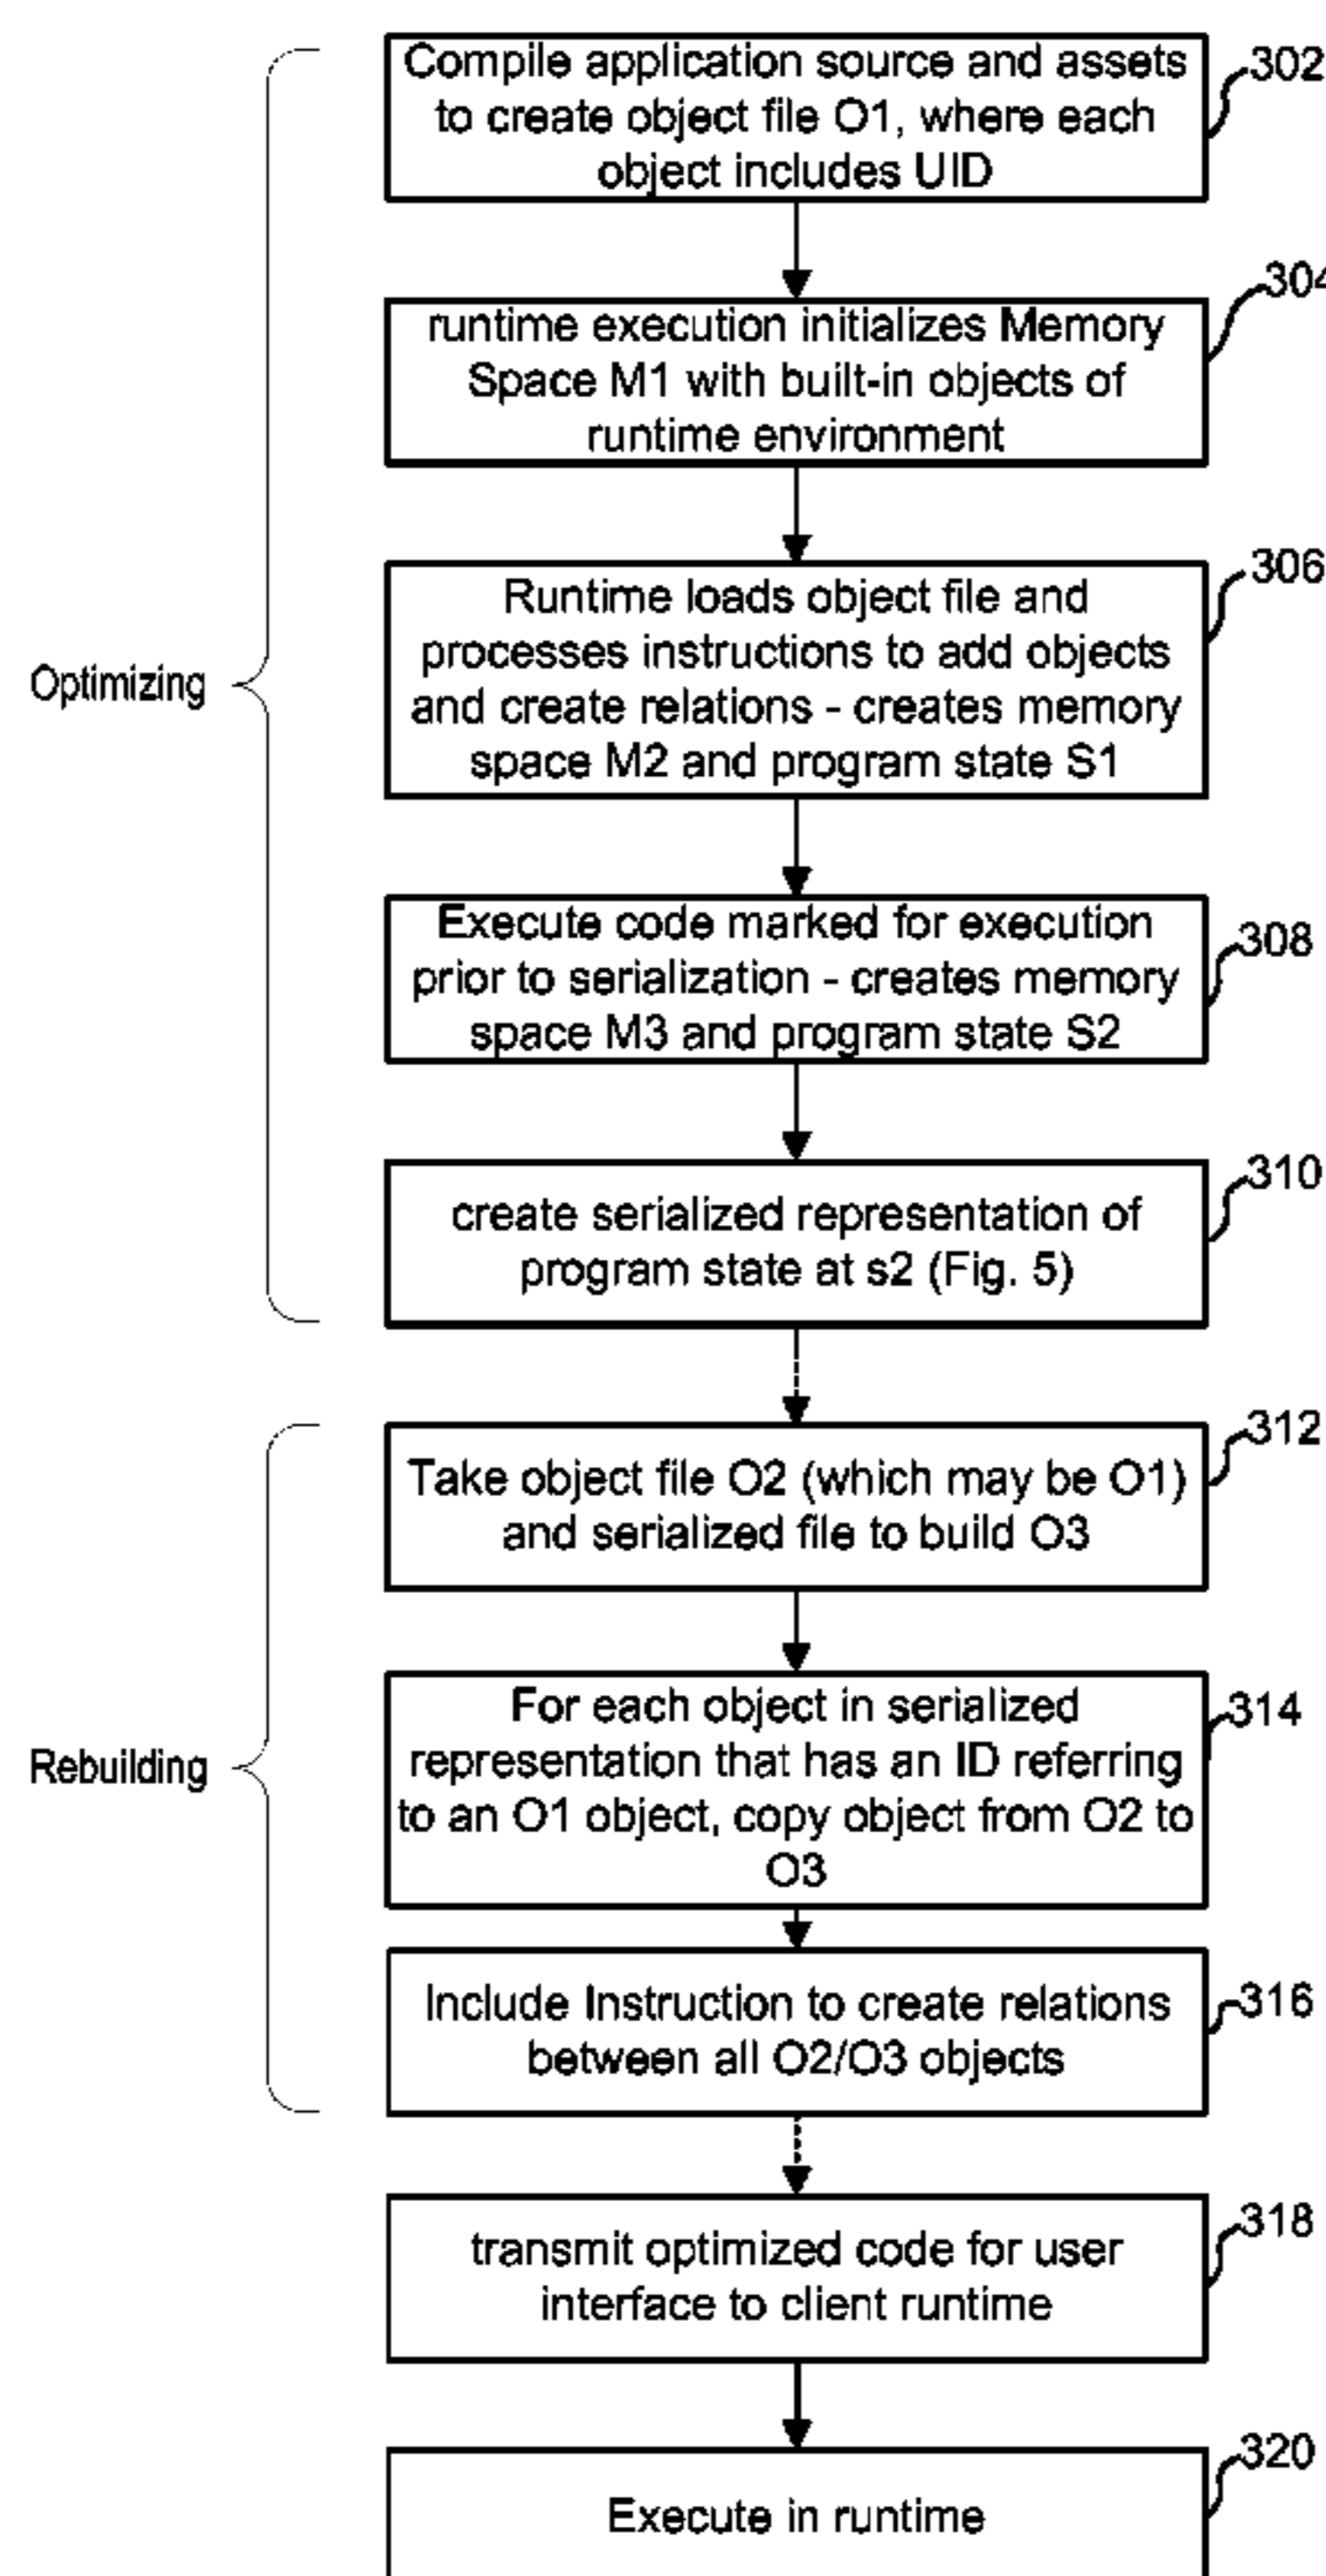 Compile application source and assets
to create object file O1, where each
object includes UID
302
runtime execution initializes Memory
Space M1 with built-in objects of
runtime environment
304
Optimizing
Runtime loads object file and
processes instructions to add objects
and create relations - creates memory
space M2 and program state S1
306
Execute code marked for execution
prior to serialization - creates memory
space M3 and program state S2
308
create serialized representation of
program state at s2 (Fig. 5)
310
Take object file O2 (which may be O1)
and serialized file to build O3
312
Rebuilding
For each object in serialized
representation that has an ID referring
to an O1 object, copy object from O2 to
O3
314
Include Instruction to create relations
between all O2/O3 objects
316
transmit optimized code for user
interface to client runtime
318
Execute in runtime
320